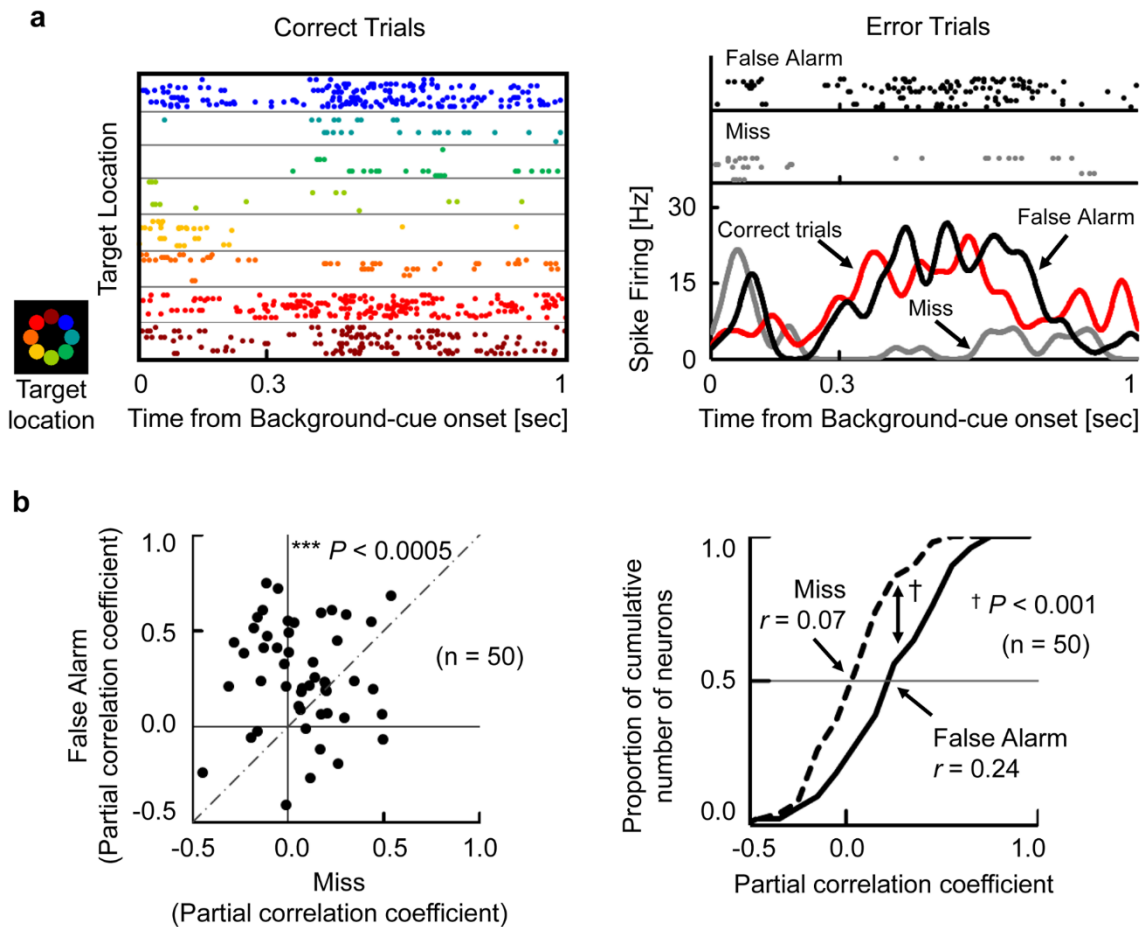 a
Correct Trials
Error Trials
False Alarm
Miss
Target Location
30
15
0
Spike Firing [Hz]
Correct trials
False Alarm
Miss
Target
location
0
0.3
1
Time from Background-cue onset [sec]
0
0.3
1
Time from Background-cue onset [sec]
b
False Alarm
(Partial correlation coefficient)
1.0
0.5
0.0
-0.5
*** P < 0.0005
(n = 50)
-0.5
0.0
0.5
1.0
Miss
(Partial correlation coefficient)
Proportion of cumulative
number of neurons
1.0
0.5
0.0
Miss
r = 0.07
†
† P < 0.001
(n = 50)
False Alarm
r = 0.24
-0.5
0.0
1.0
Partial correlation coefficient